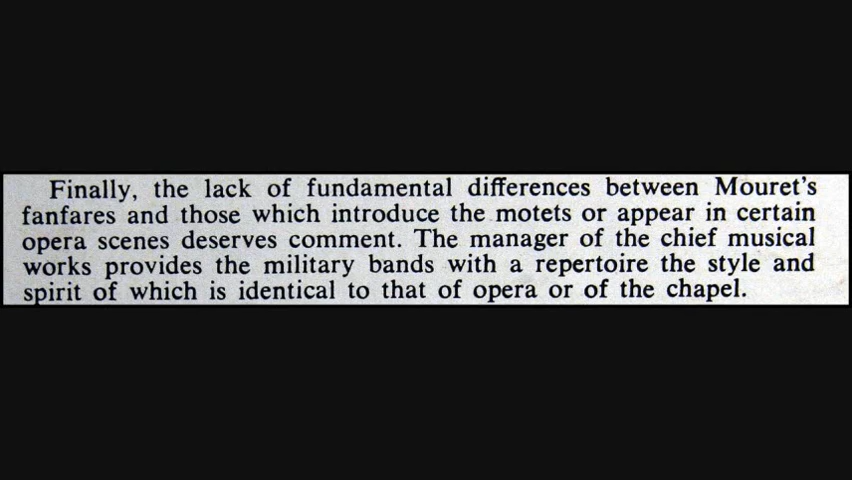 Finally, the lack of fundamental differences between Mouret's
fanfares and those which introduce the motets or appear in certain
opera scenes deserves comment. The manager of the chief musical
works provides the military bands with a repertoire the style and
spirit of which is identical to that of opera or of the chapel.